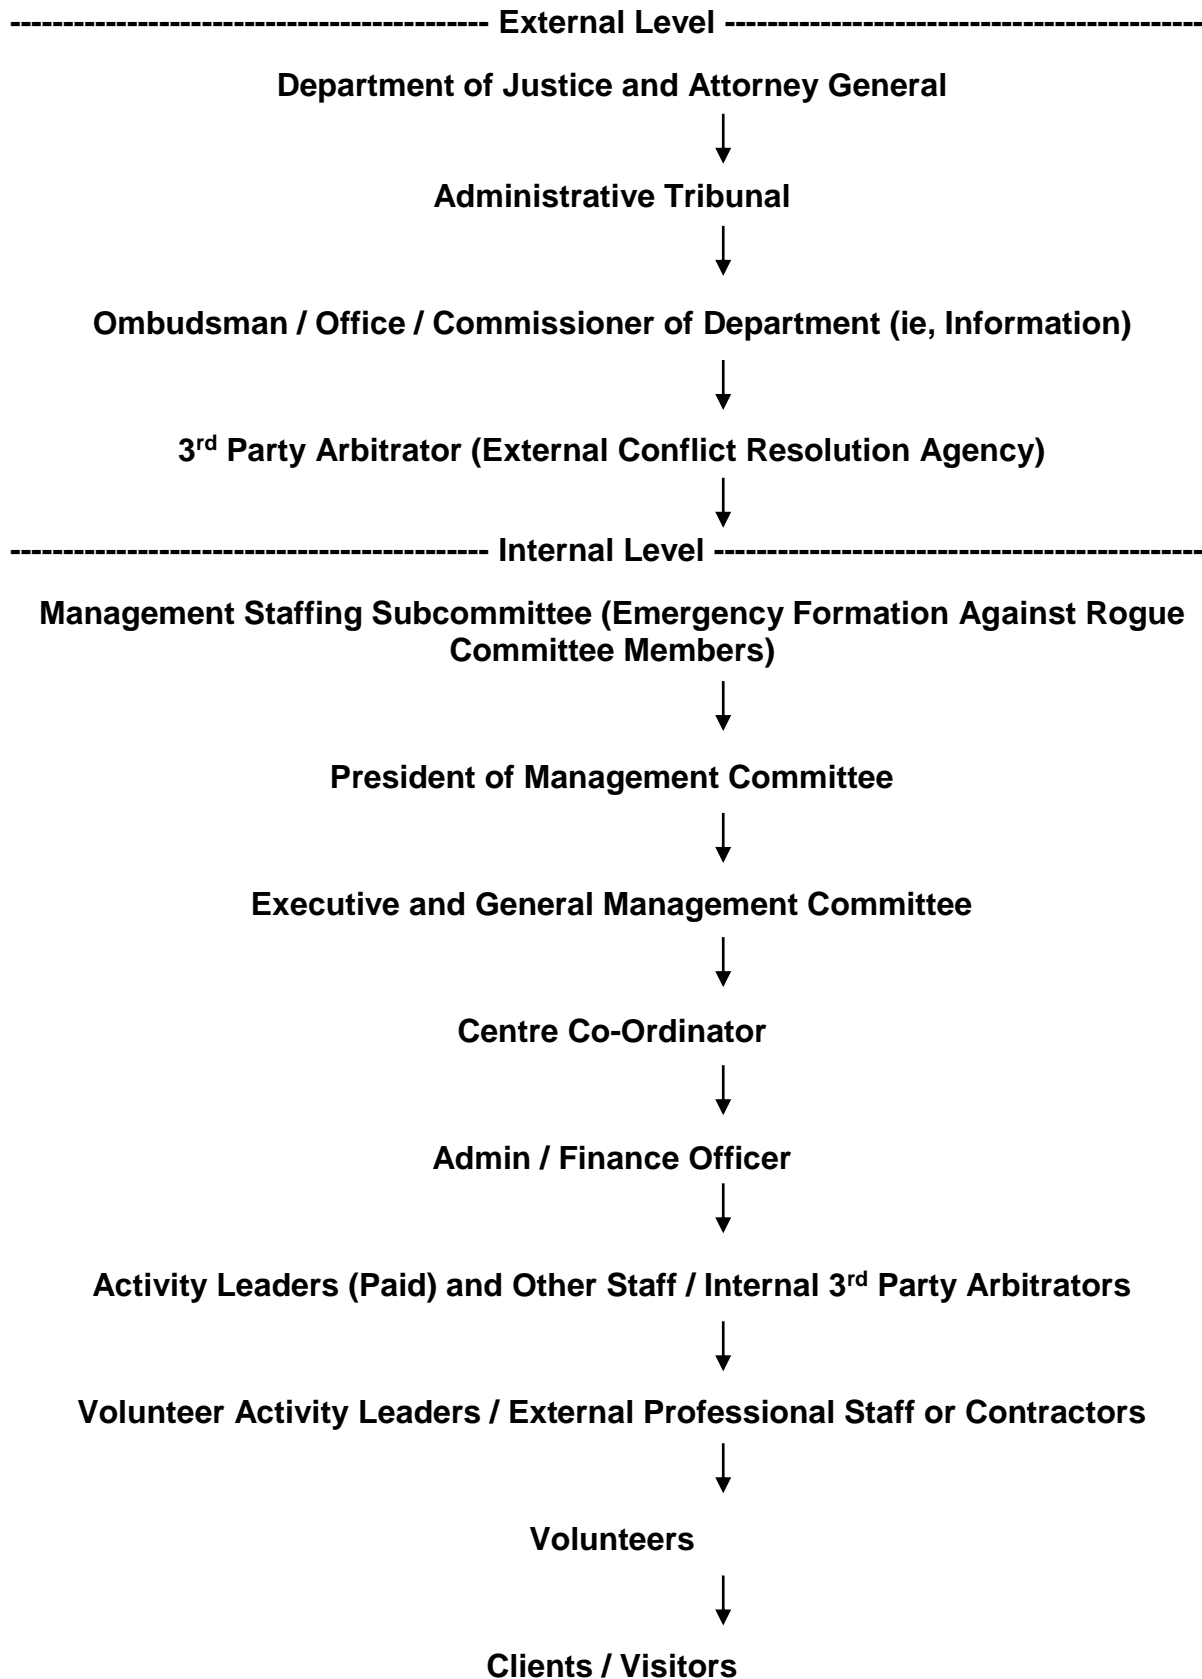 --------------------------------------------- External Level ---------------------------------------------
Department of Justice and Attorney General
Administrative Tribunal
Ombudsman / Office / Commissioner of Department (ie, Information)
3rd Party Arbitrator (External Conflict Resolution Agency)
--------------------------------------------- Internal Level ----------------------------------------------
Management Staffing Subcommittee (Emergency Formation Against Rogue
Committee Members)
President of Management Committee
Executive and General Management Committee
Centre Co-Ordinator
Admin / Finance Officer
Activity Leaders (Paid) and Other Staff / Internal 3rd Party Arbitrators
Volunteer Activity Leaders / External Professional Staff or Contractors
Volunteers
Clients / Visitors